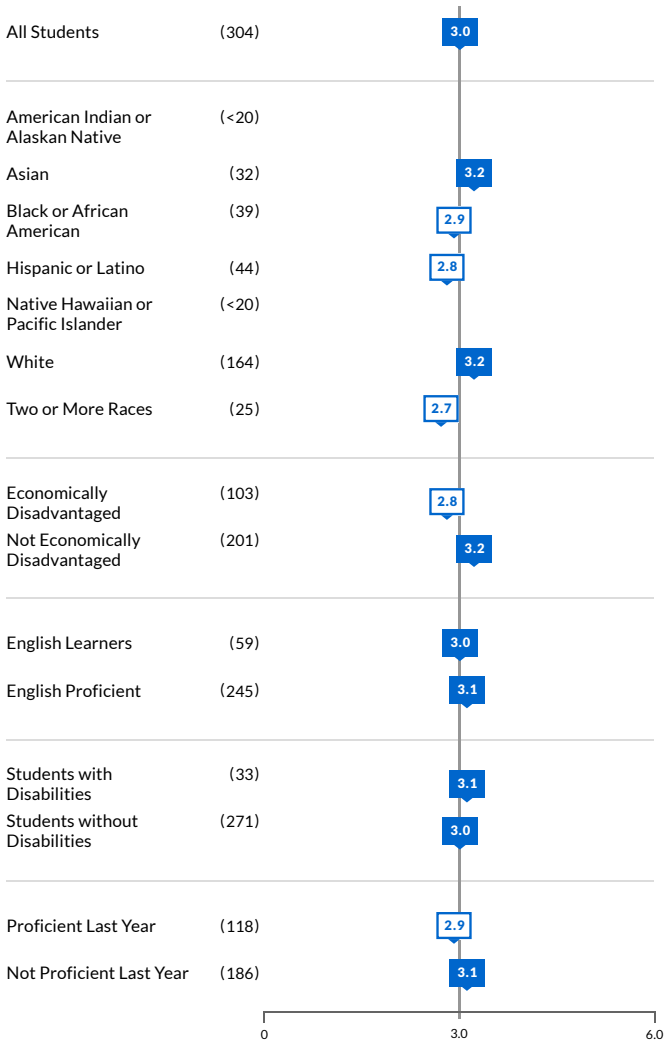 All Students (304) 3.0
American Indian or (<20)
Alaskan Native
Asian (32) 3.2
Black or African (39) 2.9
American
Hispanic or Latino (44) 2.8
Native Hawaiian or (<20)
Pacific Islander
White (164) 3.2
Two or More Races (25) 2.7
Economically (103) 2.8
Disadvantaged
Not Economically (201) 3.2
Disadvantaged
English Learners (59) 3.0
English Proficient (245) 3.1
Students with (33) 3.1
Disabilities
Students without (271) 3.0
Disabilities
Proficient Last Year (118) 2.9
Not Proficient Last Year (186) 3.1
0 3.0 6.0